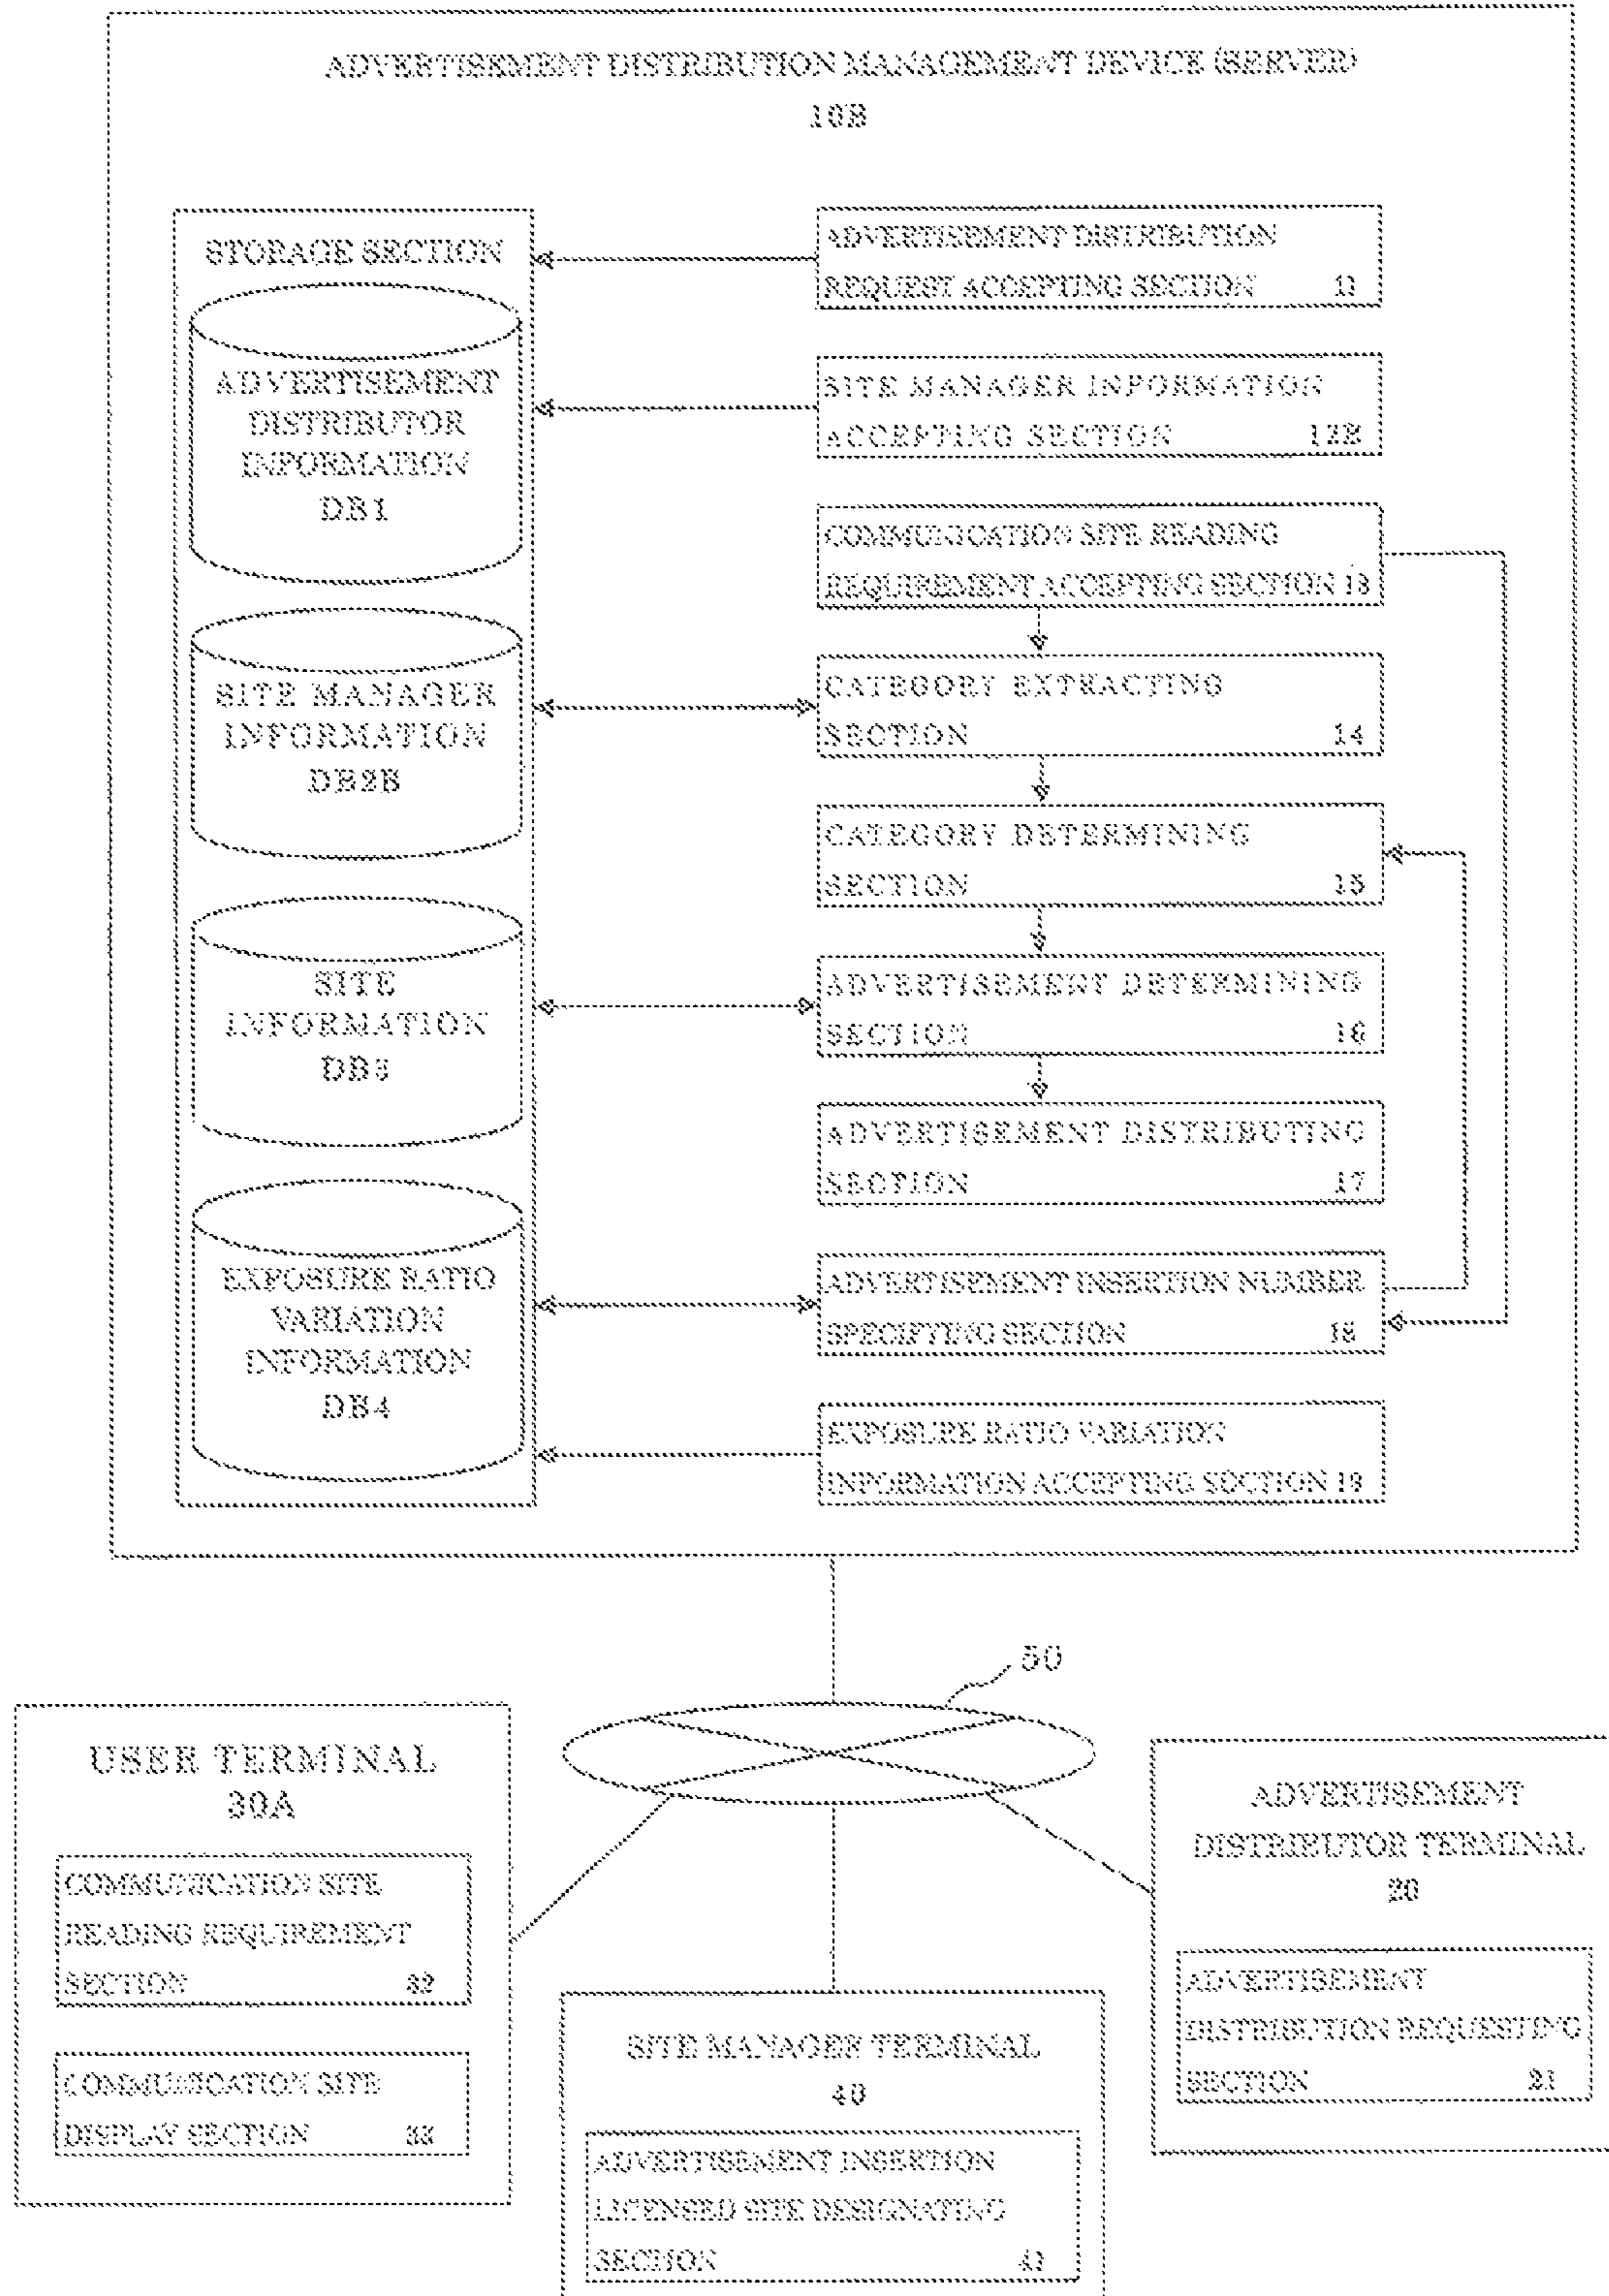 ADVERTISEMENT DISTRIBUTION MANAGEMENT DEVICE (SERVER)
10B
STORAGE SECTION
ADVERTISEMENT
DISTRIBUTOR
INFORMATION
DB1
SITE MANAGER
INFORMATION
DB2B
SITE
INFORMATION
DB3
EXPOSURE RATIO
VARIATION
INFORMATION
DB4
ADVERTISEMENT DISTRIBUTION
REQUEST ACCEPTING SECTION 11
SITE MANAGER INFORMATION
ACCEPTING SECTION 12B
COMMUNICATION SITE READING
REQUIREMENT ACCEPTING SECTION 13
CATEGORY EXTRACTING
SECTION 14
CATEGORY DETERMINING
SECTION 15
ADVERTISEMENT DETERMINING
SECTION 16
ADVERTISEMENT DISTRIBUTING
SECTION 17
ADVERTISEMENT INSERTION NUMBER
SPECIFYING SECTION 18
EXPOSURE RATIO VARIATION
INFORMATION ACCEPTING SOCTION 19
50
USER TERMINAL
30A
COMMUNICATION SITE
READING REQUIREMENT
SECTION 32
COMMUNICATION SITE
DISPLAY SECTION 33
SITE MANAGER TERMINAL
40
ADVERTISEMENT INSERTION
LICENSED SITE DESIGNATING
SECTION 41
ADVERTISEMENT
DISTRIBUTOR TERMINAL
20
ADVERTISEMENT
DISTRIBUTION REQUESTING
SECTION 21